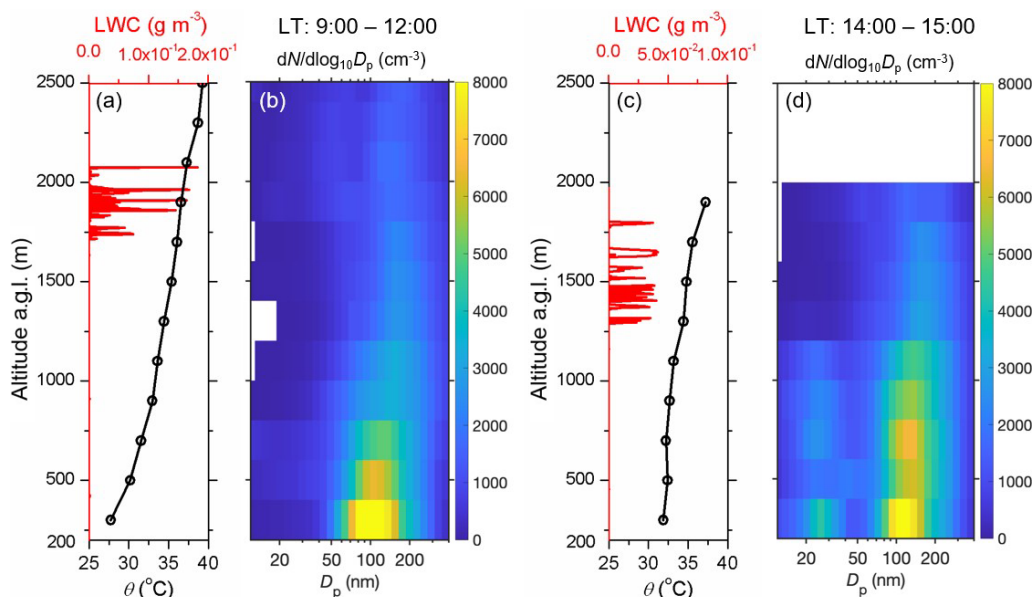 LWC (g m⁻³)
0.0 1.0x10⁻¹ 2.0x10⁻¹
LT: 9:00 – 12:00
dN/dlog₁₀Dₚ (cm⁻³)
LWC (g m⁻³)
0.0 5.0x10⁻² 1.0x10⁻¹
LT: 14:00 – 15:00
dN/dlog₁₀Dₚ (cm⁻³)
(a)
(b)
(c)
(d)
Altitude a.g.l. (m)
2500
2000
1500
1000
500
200
25 30 35 40
θ (°C)
20 50 100 200
Dₚ (nm)
8000
7000
6000
5000
4000
3000
2000
1000
0
Altitude a.g.l. (m)
2500
2000
1500
1000
500
200
25 30 35 40
θ (°C)
20 50 100 200
Dₚ (nm)
8000
7000
6000
5000
4000
3000
2000
1000
0